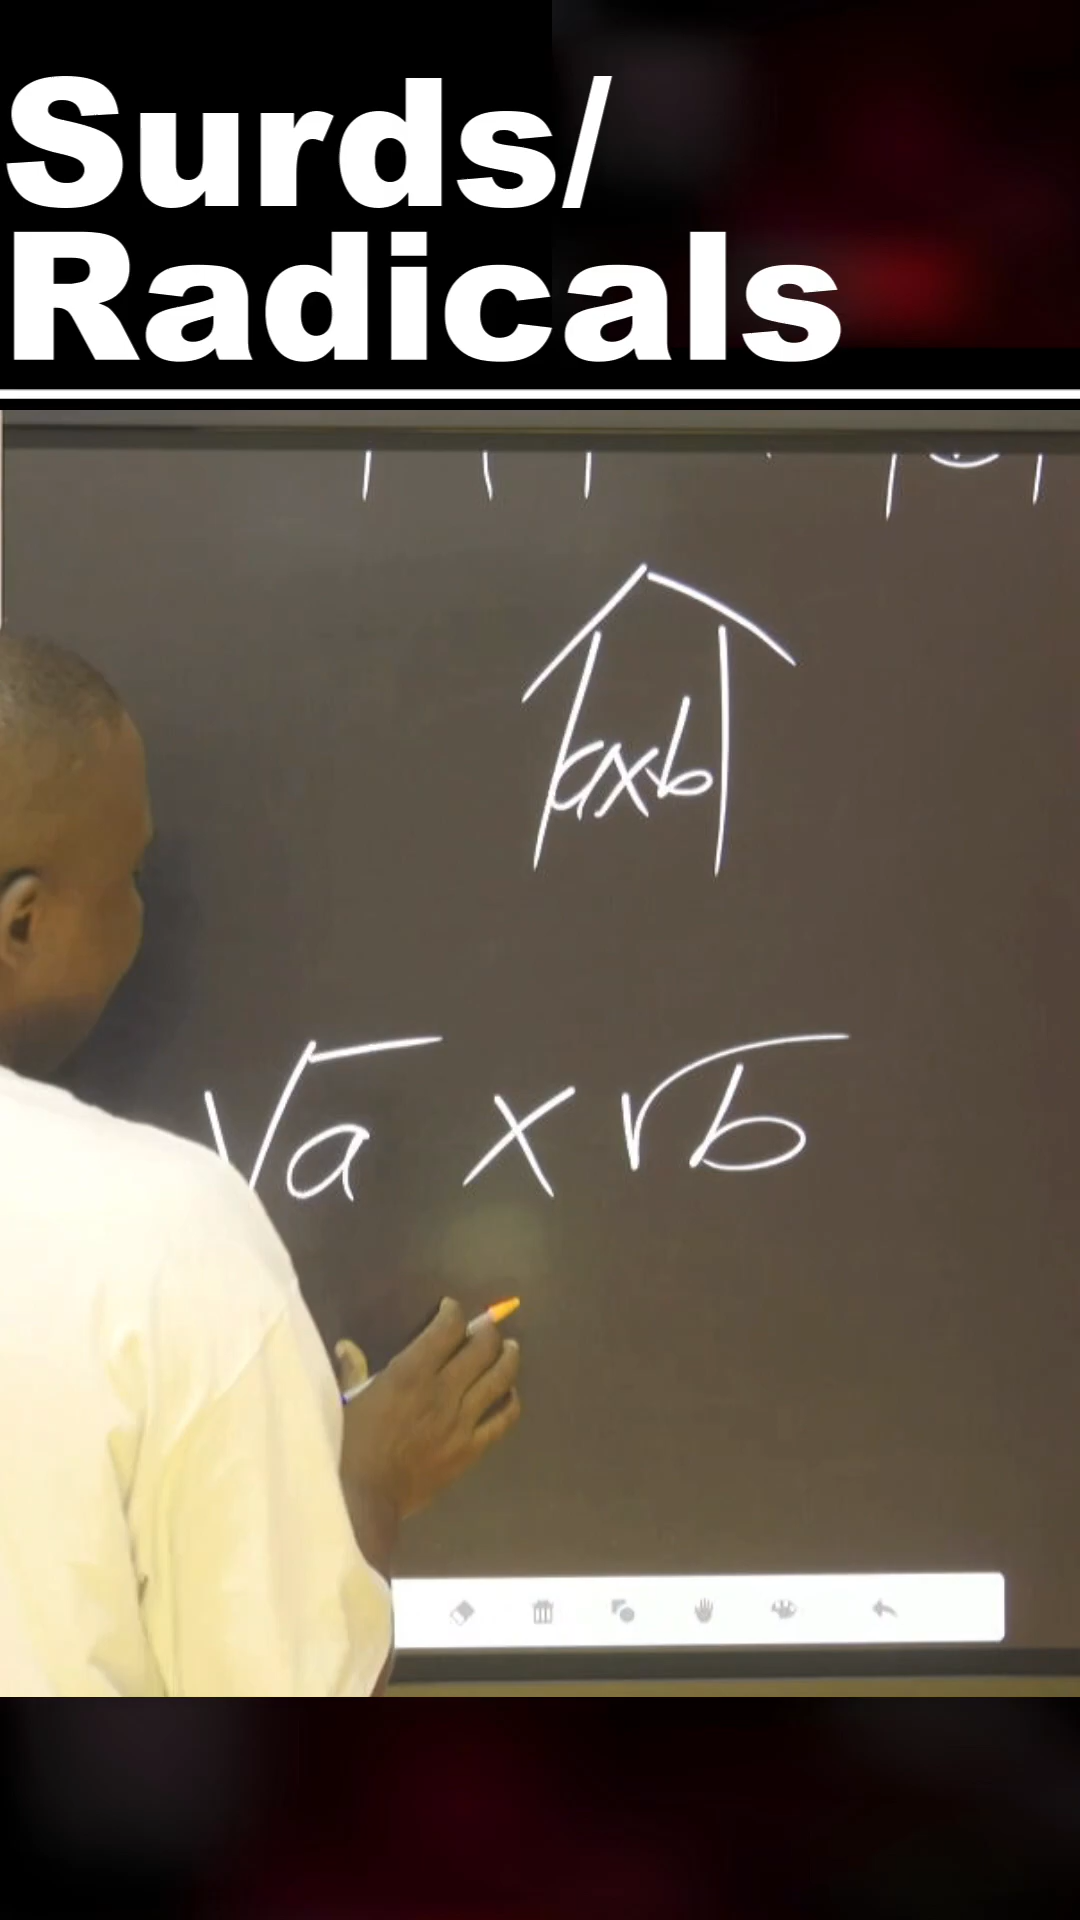 Surds/
Radicals
a×b
√a × √b